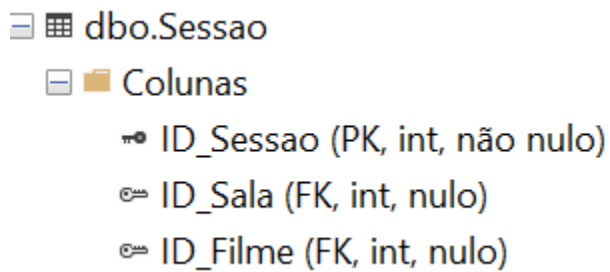 dbo.Sessao
Colunas
ID_Sessao (PK, int, não nulo)
ID_Sala (FK, int, nulo)
ID_Filme (FK, int, nulo)